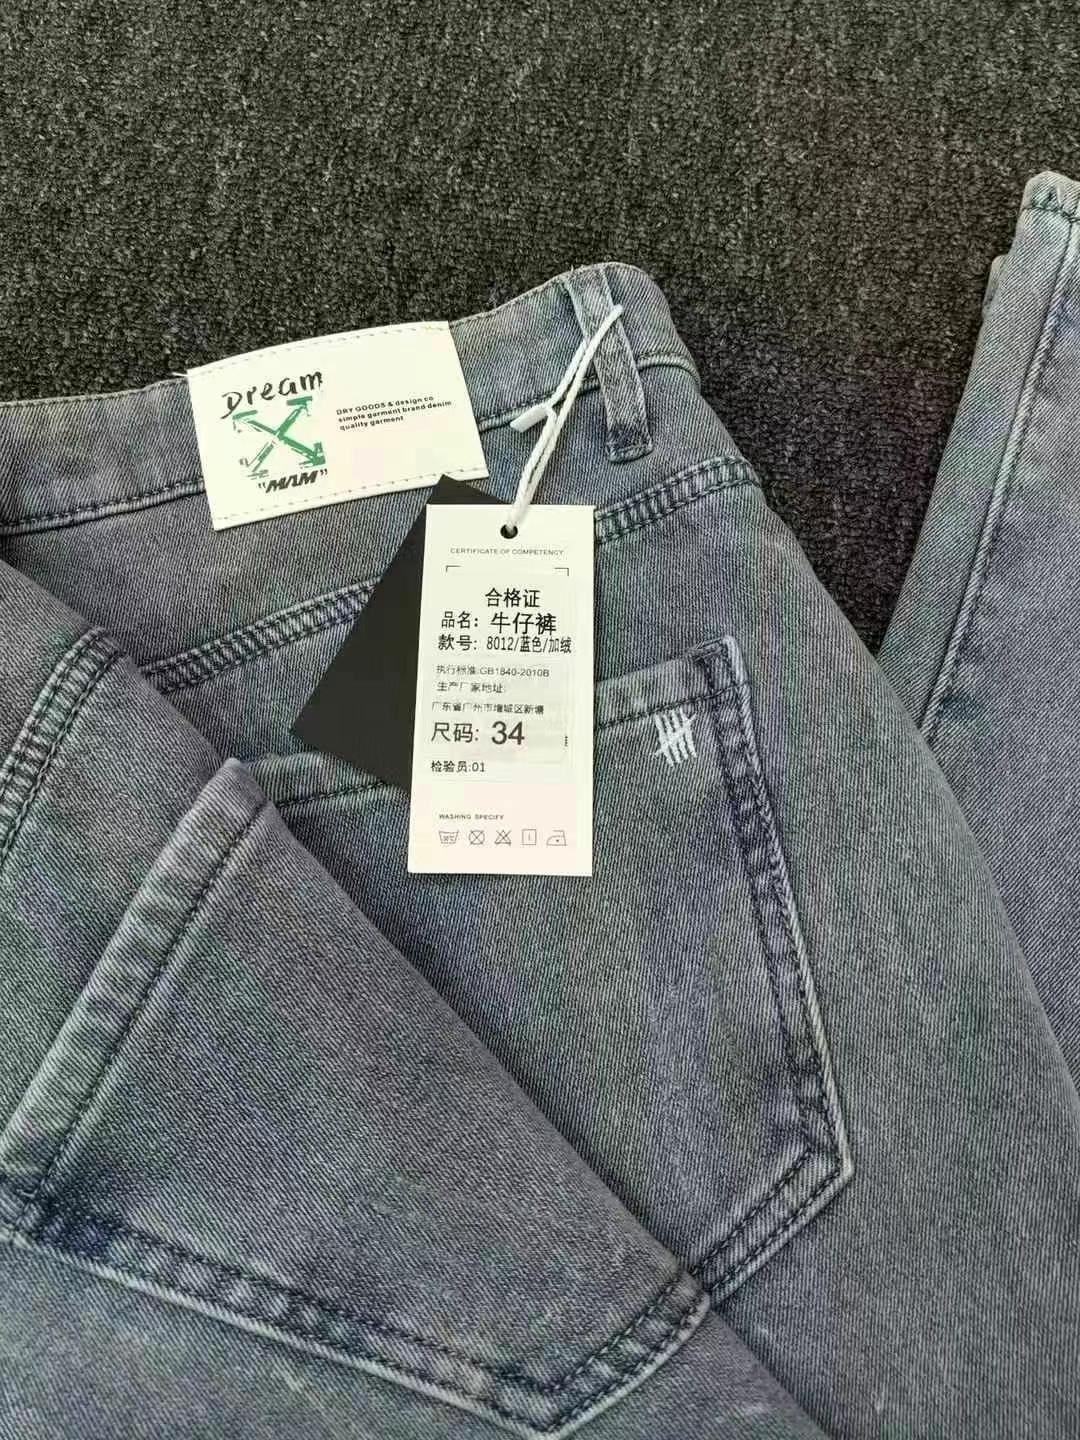 Dream
DRY GOODS & design co
simple garment brand denim
quality garment
"MΛM"
CERTIFICATE OF COMPETENCY
合格证
品名: 牛仔裤
款号: 8012/蓝色/加绒
执行标准:GB1840-2010B
生产厂家地址:
广东省广州市增城区新塘
尺码: 34
检验员:01
WASHING SPECIFY